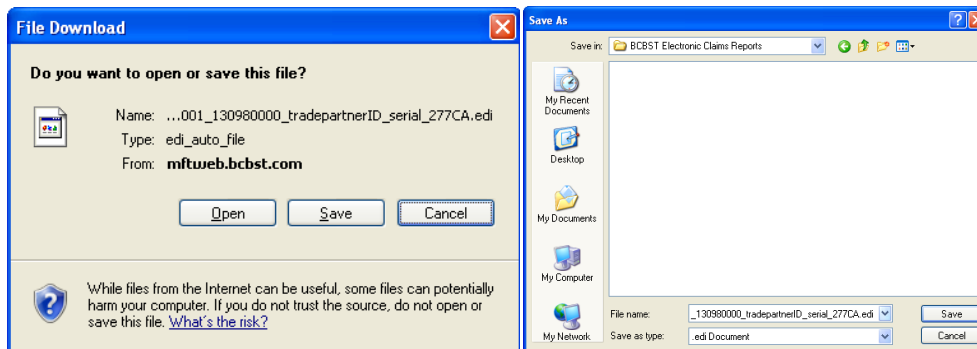 File Download
Do you want to open or save this file?
Name: ...001_130980000_tradepartnerID_serial_277CA.edi
Type: edi_auto_file
From: mftweb.bcbst.com
Open Save Cancel
While files from the Internet can be useful, some files can potentially
harm your computer. If you do not trust the source, do not open or
save this file. What's the risk?
Save As
Save in: BCBST Electronic Claims Reports
My Recent
Documents
Desktop
My Documents
My Computer
My Network
File name: _130980000_tradepartnerID_serial_277CA.edi Save
Save as type: .edi Document Cancel